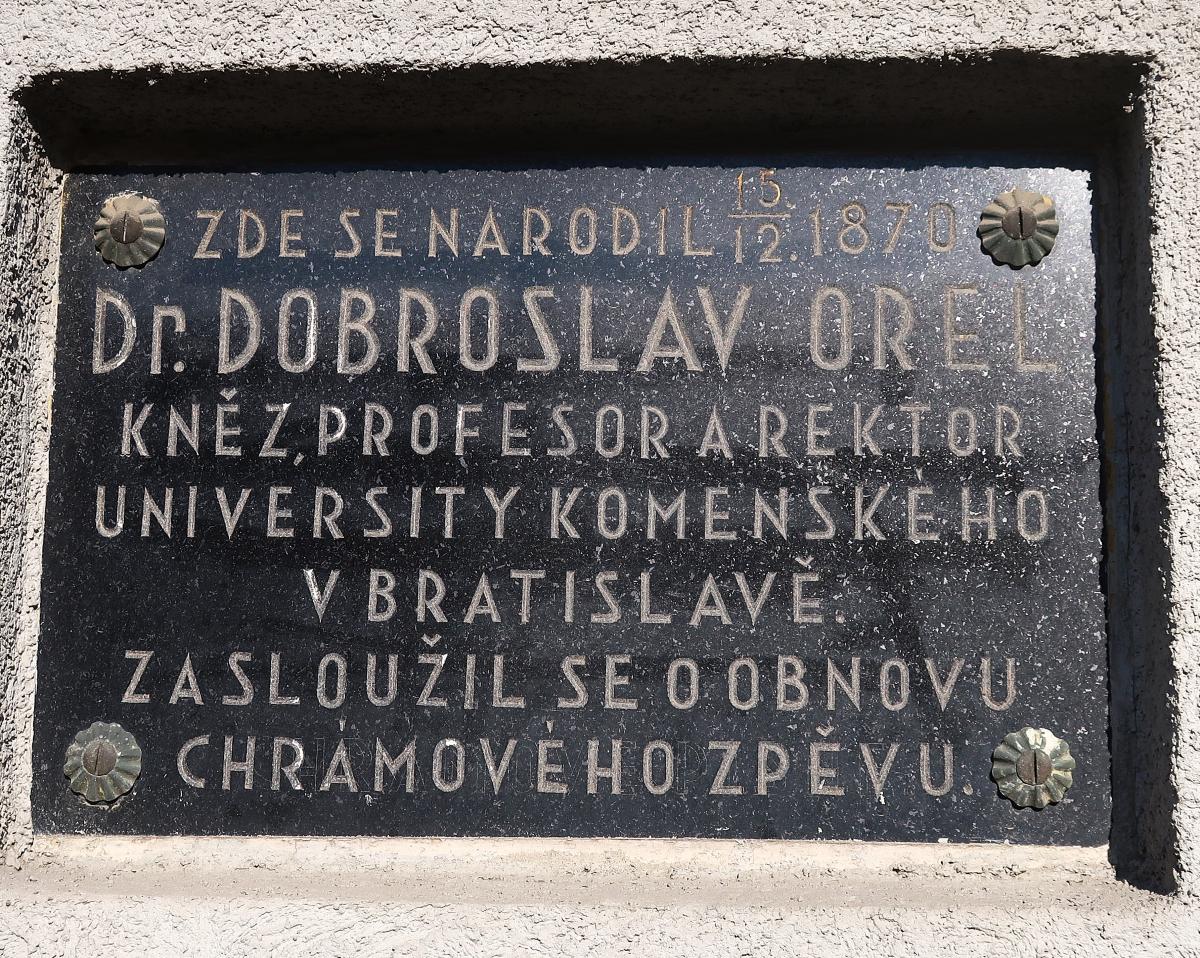 ZDE SE NARODIL 15./12. 1870
Dr. DOBROSLAV OREL
KNĚZ, PROFESOR A REKTOR
UNIVERSITY KOMENSKÉHO
V BRATISLAVĚ.
ZASLOUŽIL SE O OBNOVU
CHRÁMOVÉHO ZPĚVU.